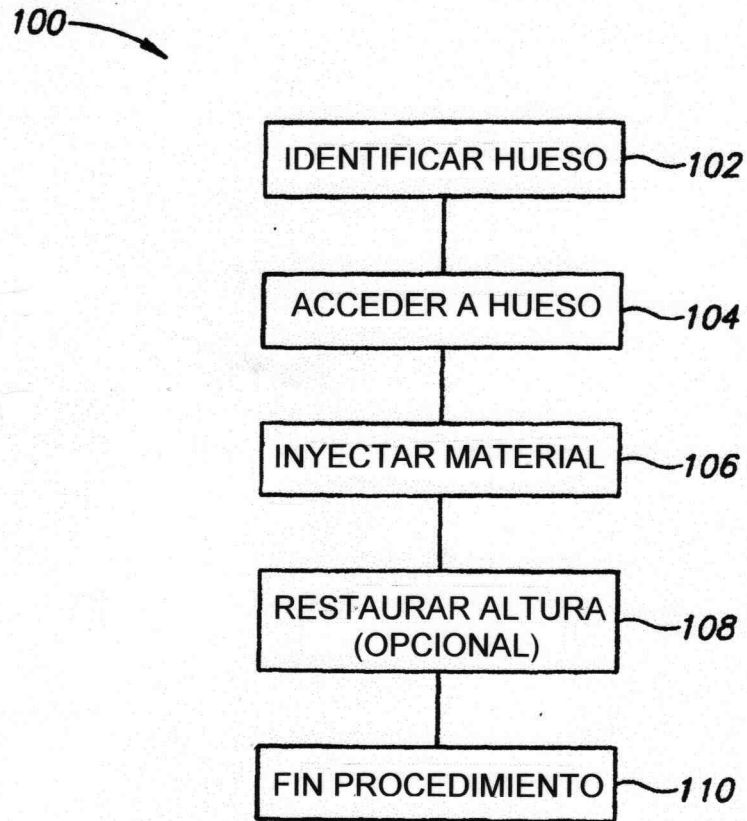 100
IDENTIFICAR HUESO 102
ACCEDER A HUESO 104
INYECTAR MATERIAL 106
RESTAURAR ALTURA
(OPCIONAL) 108
FIN PROCEDIMIENTO 110